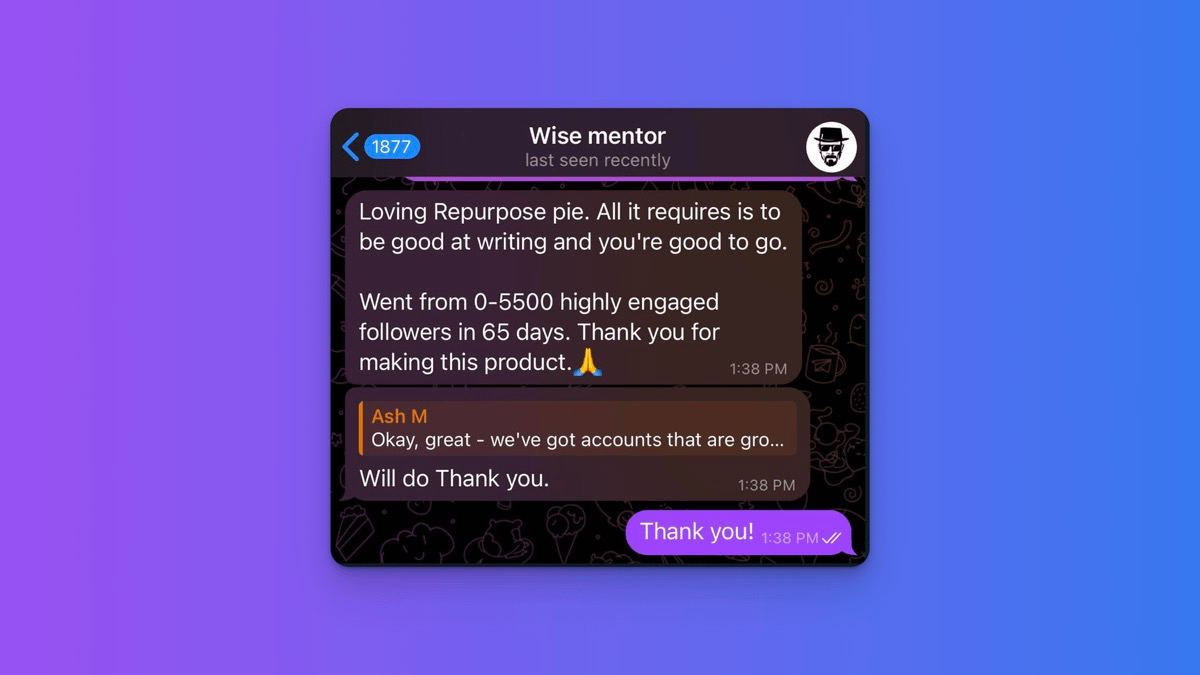 1877
Wise mentor
last seen recently
Loving Repurpose pie. All it requires is to
be good at writing and you're good to go.
Went from 0-5500 highly engaged
followers in 65 days. Thank you for
making this product.🙏
1:38 PM
Ash M
Okay, great - we've got accounts that are gro...
Will do Thank you.
1:38 PM
Thank you! 1:38 PM